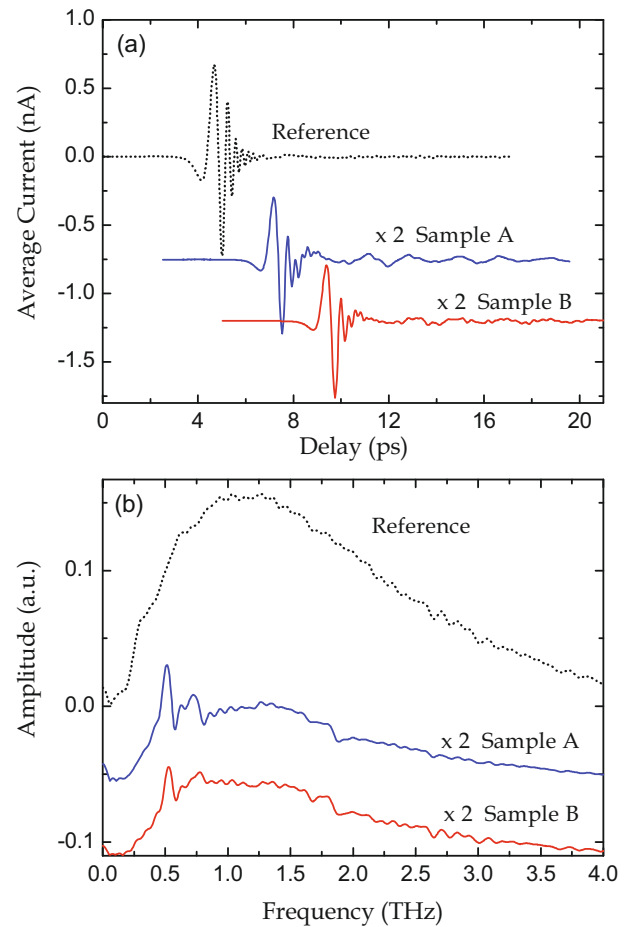 (a)
1.0
0.5
0.0
-0.5
-1.0
-1.5
Average Current (nA)
Reference
x 2 Sample A
x 2 Sample B
0 4 8 12 16 20
Delay (ps)
(b)
0.1
0.0
-0.1
Amplitude (a.u.)
Reference
x 2 Sample A
x 2 Sample B
0.0 0.5 1.0 1.5 2.0 2.5 3.0 3.5 4.0
Frequency (THz)